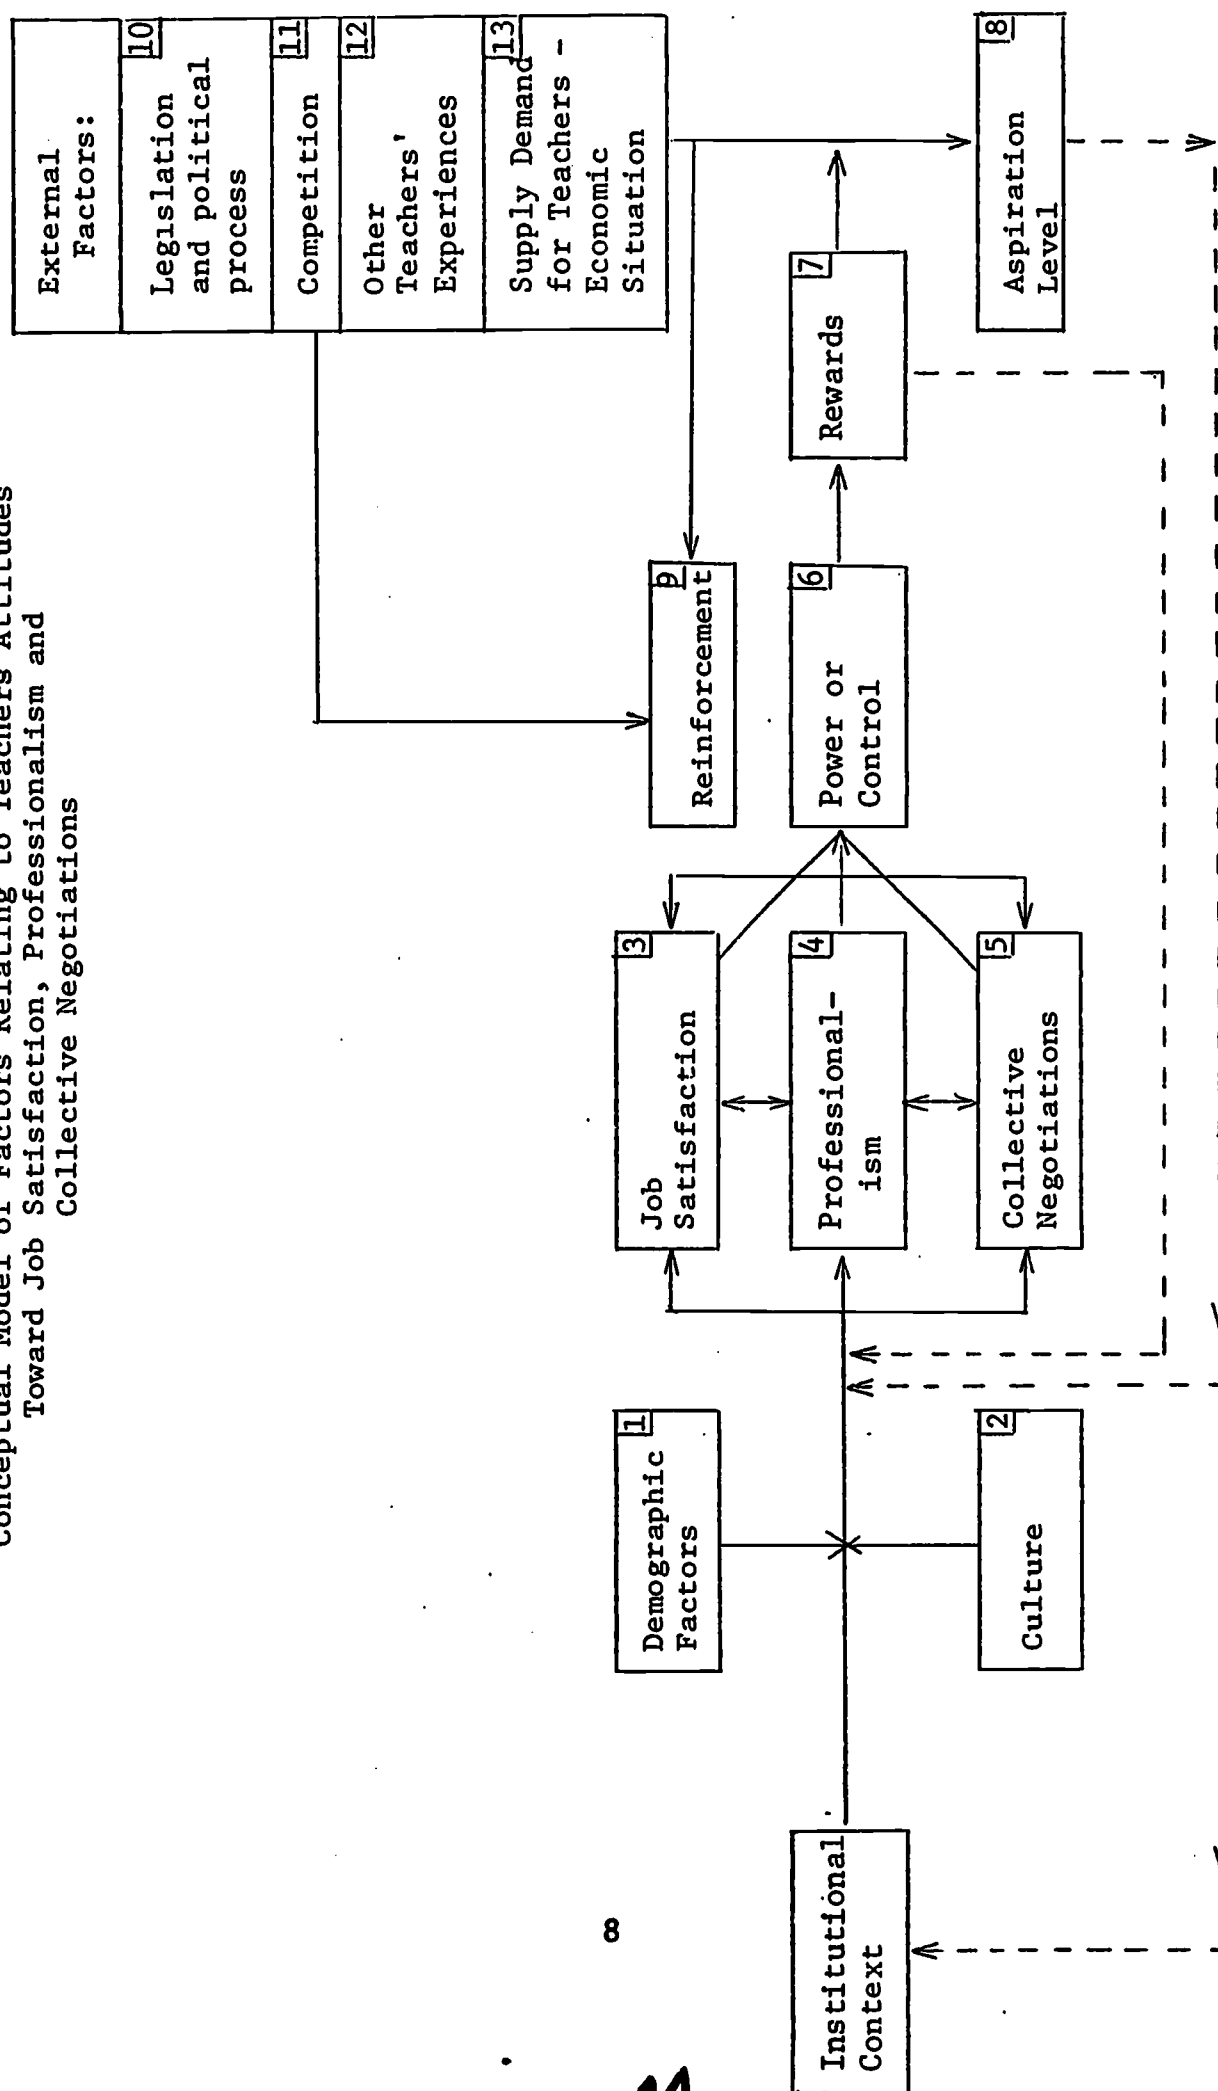 Conceptual Model of Factors Relating to Teachers Attitudes
Toward Job Satisfaction, Professionalism and
Collective Negotiations
External
Factors:
10
Legislation
and political
process
11
Competition
12
Other
Teachers'
Experiences
13
Supply Demand
for Teachers -
Economic
Situation
9
Reinforcement
1
Demographic
Factors
3
Job
Satisfaction
Institutional
Context
4
Professional-
ism
6
Power or
Control
7
Rewards
2
Culture
5
Collective
Negotiations
8
Aspiration
Level
8